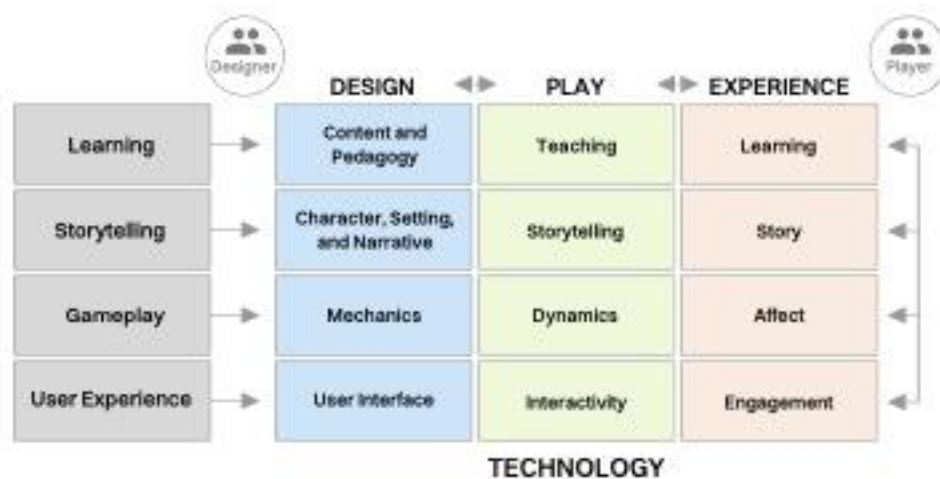 Designer
Player
DESIGN PLAY EXPERIENCE
Learning
Content and
Pedagogy
Teaching
Learning
Storytelling
Character, Setting,
and Narrative
Storytelling
Story
Gameplay
Mechanics
Dynamics
Affect
User Experience
User Interface
Interactivity
Engagement
TECHNOLOGY